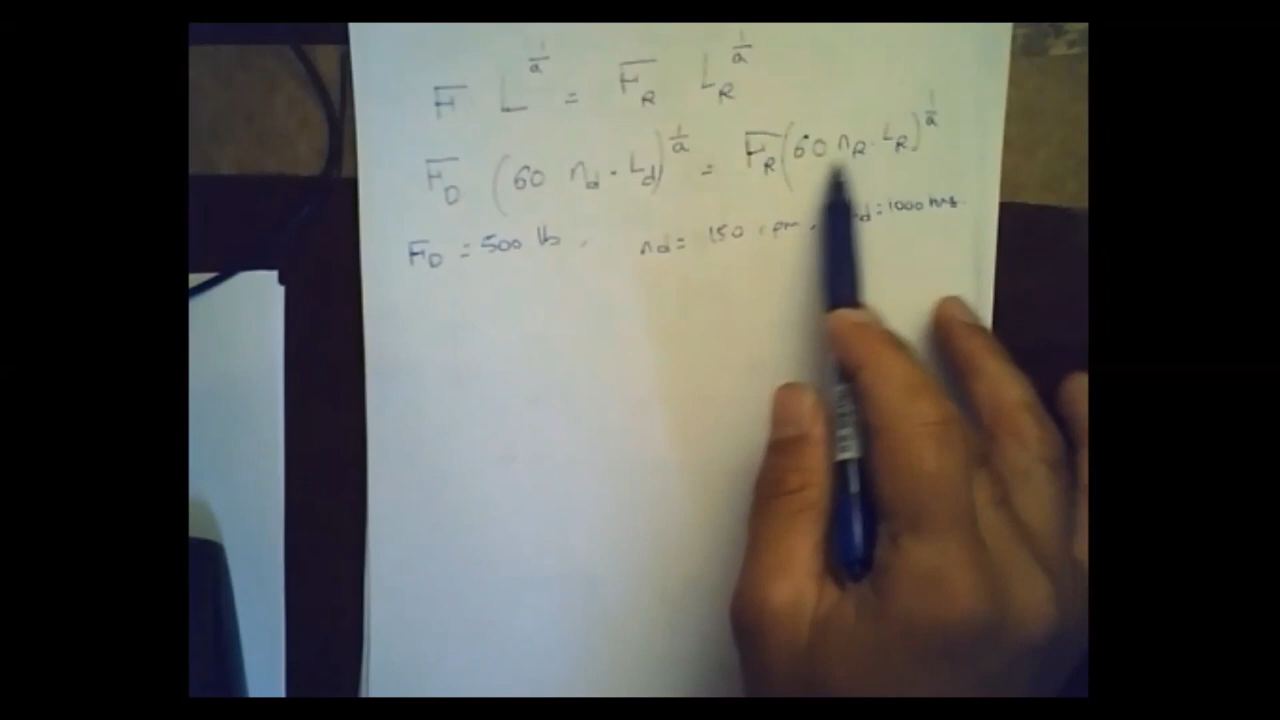 F L^{1/a} = F_R L_R^{1/a}
F_D (60 n_d · L_d)^{1/a} = F_R (60 n_R · L_R)^{1/a}
F_D = 500 lb, n_d = 150 rpm, d = 1000 hrs.